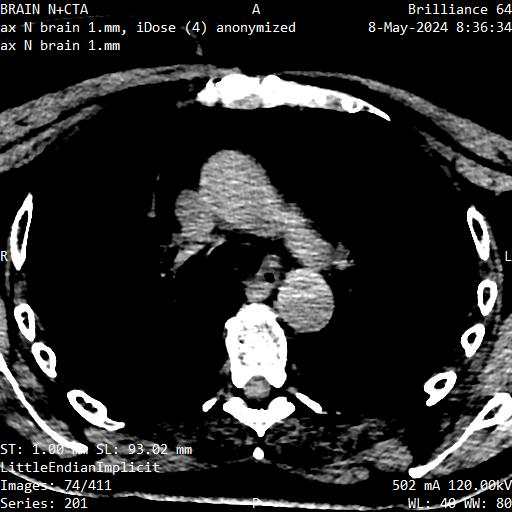 BRAIN N+CTA
A
Brilliance 64
ax N brain 1.mm, iDose (4) anonymized
8-May-2024 8:36:34
ax N brain 1.mm
R
L
ST: 1.00 mm SL: 93.02 mm
LittleEndianImplicit
Images: 74/411
502 mA 120.00kV
Series: 201
P
WL: 40 WW: 80